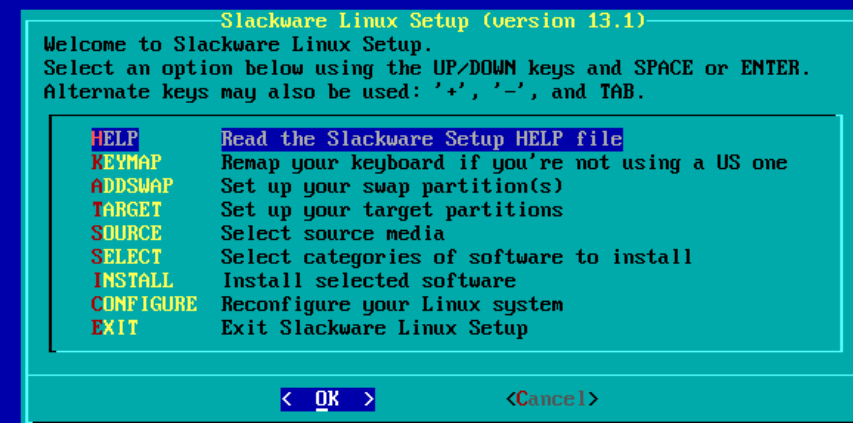 Slackware Linux Setup (version 13.1)
Welcome to Slackware Linux Setup.
Select an option below using the UP/DOWN keys and SPACE or ENTER.
Alternate keys may also be used: '+', '-', and TAB.
HELP Read the Slackware Setup HELP file
KEYMAP Remap your keyboard if you're not using a US one
ADDSWAP Set up your swap partition(s)
TARGET Set up your target partitions
SOURCE Select source media
SELECT Select categories of software to install
INSTALL Install selected software
CONFIGURE Reconfigure your Linux system
EXIT Exit Slackware Linux Setup
< OK > <Cancel>